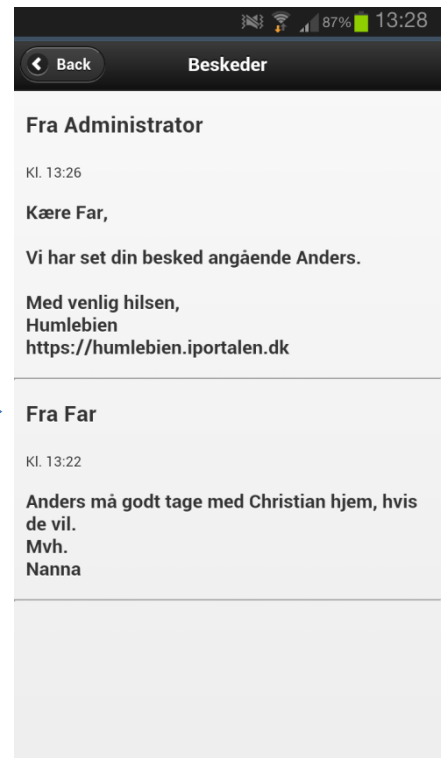 87% 13:28
Back Beskeder
Fra Administrator
Kl. 13:26
Kære Far,
Vi har set din besked angående Anders.
Med venlig hilsen,
Humlebien
https://humlebien.iportalen.dk
Fra Far
Kl. 13:22
Anders må godt tage med Christian hjem, hvis
de vil.
Mvh.
Nanna